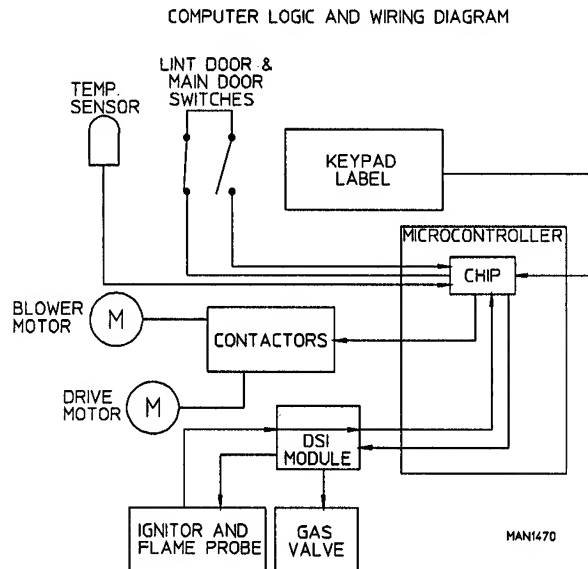 COMPUTER LOGIC AND WIRING DIAGRAM
LINT DOOR &
MAIN DOOR
SWITCHES
TEMP.
SENSOR
KEYPAD
LABEL
MICROCONTROLLER
CHIP
BLOWER
MOTOR
M
CONTACTORS
DRIVE
MOTOR
M
DSI
MODULE
IGNITOR AND
FLAME PROBE
GAS
VALVE
MAN1470